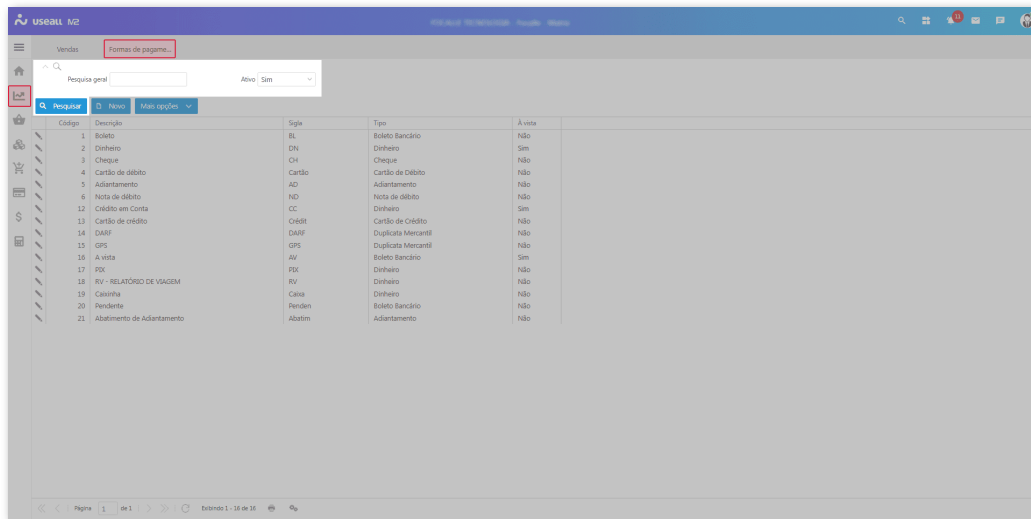 useall M2
11
Vendas Formas de pagame...
Pesquisa geral Ativo Sim
Pesquisar Novo Mais opções
Código Descrição Sigla Tipo À vista
1 Boleto BL Boleto Bancário Não
2 Dinheiro DN Dinheiro Sim
3 Cheque CH Cheque Não
4 Cartão de débito Cartão Cartão de Débito Não
5 Adiantamento AD Adiantamento Não
6 Nota de débito ND Nota de débito Não
12 Crédito em Conta CC Dinheiro Sim
13 Cartão de crédito Crédit Cartão de Crédito Não
14 DARF DARF Duplicata Mercantil Não
15 GPS GPS Duplicata Mercantil Não
16 A vista AV Boleto Bancário Sim
17 PIX PIX Dinheiro Não
18 RV - RELATÓRIO DE VIAGEM RV Dinheiro Não
19 Caixinha Caixa Dinheiro Não
20 Pendente Penden Boleto Bancário Não
21 Abatimento de Adiantamento Abatim Adiantamento Não
Página 1 de 1 Exibindo 1 - 16 de 16